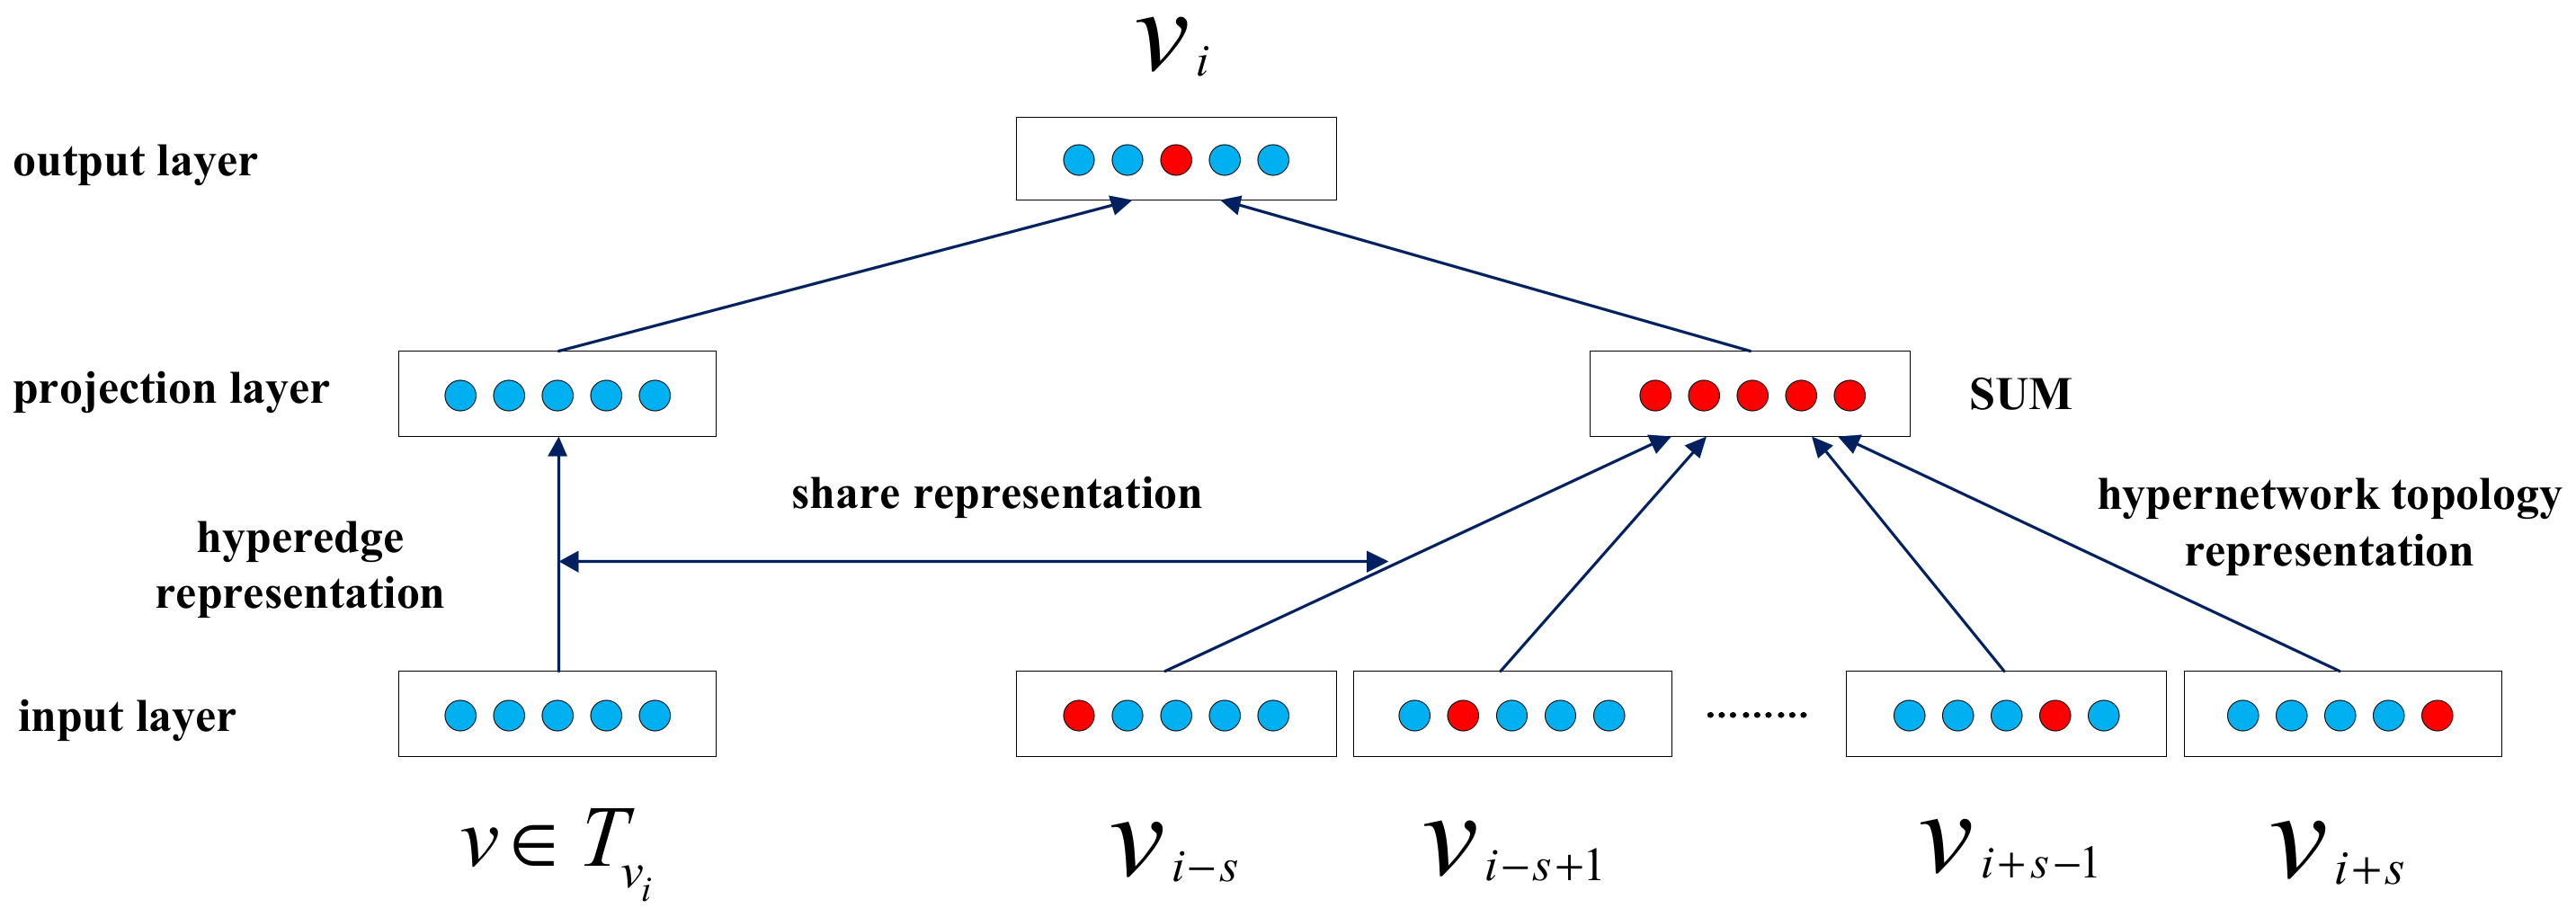 v_i
output layer
projection layer
SUM
share representation
hyperedge
representation
hypernetwork topology
representation
input layer
.........
v ∈ T_{v_i}
v_{i-s}
v_{i-s+1}
v_{i+s-1}
v_{i+s}